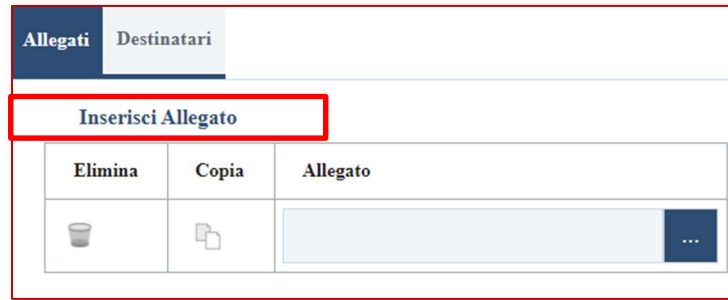 Allegati Destinatari
Inserisci Allegato
Elimina Copia Allegato
...